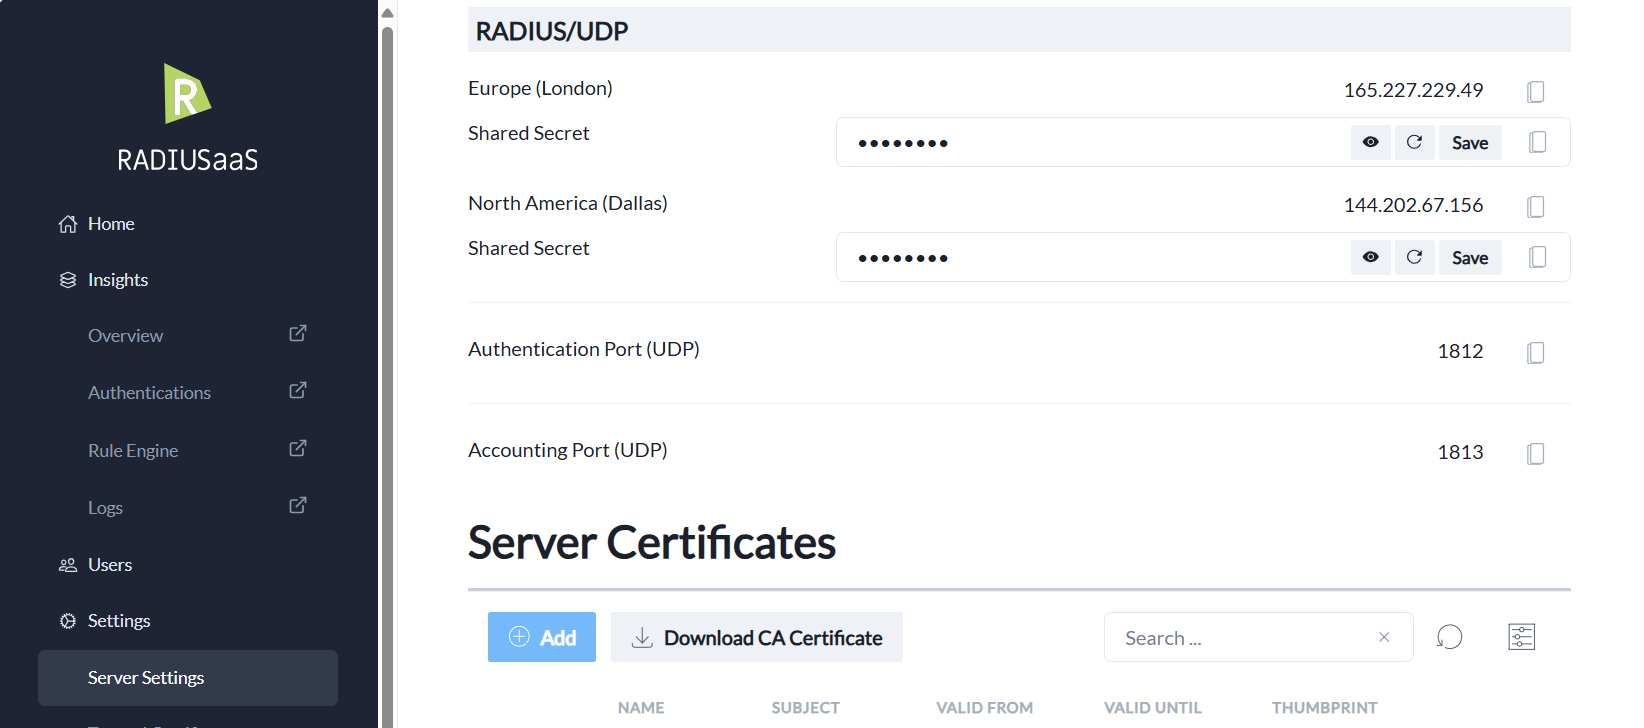 R
RADIUSaaS
Home
Insights
Overview
Authentications
Rule Engine
Logs
Users
Settings
Server Settings
RADIUS/UDP
Europe (London) 165.227.229.49
Shared Secret •••••••• Save
North America (Dallas) 144.202.67.156
Shared Secret •••••••• Save
Authentication Port (UDP) 1812
Accounting Port (UDP) 1813
Server Certificates
Add Download CA Certificate Search ...
NAME SUBJECT VALID FROM VALID UNTIL THUMBPRINT